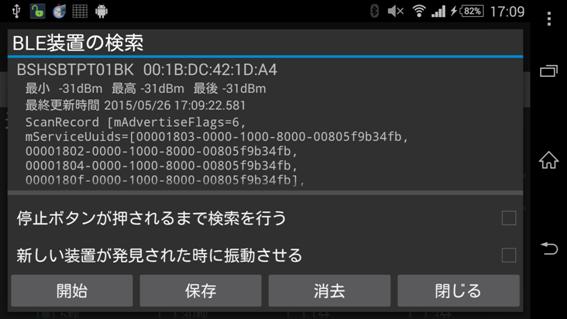 82% 17:09
BLE装置の検索
BSHSBTPT01BK 00:1B:DC:42:1D:A4
最小 -31dBm 最高 -31dBm 最後 -31dBm
最終更新時間 2015/05/26 17:09:22.581
ScanRecord [mAdvertiseFlags=6,
mServiceUuids=[00001803-0000-1000-8000-00805f9b34fb,
00001802-0000-1000-8000-00805f9b34fb,
00001804-0000-1000-8000-00805f9b34fb,
0000180f-0000-1000-8000-00805f9b34fb],
停止ボタンが押されるまで検索を行う
新しい装置が発見された時に振動させる
開始 保存 消去 閉じる